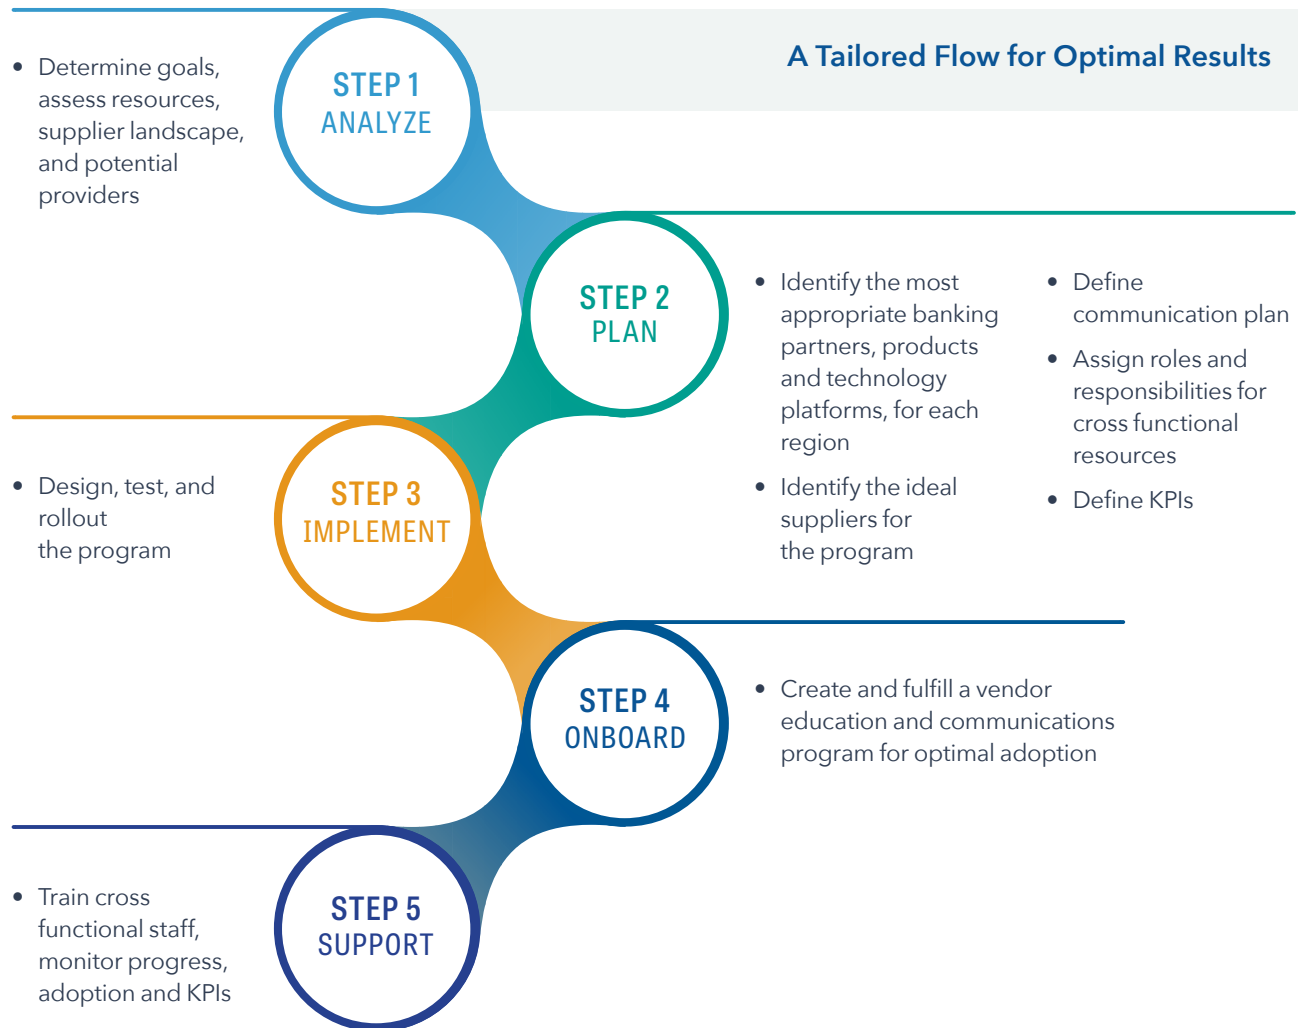 A Tailored Flow for Optimal Results
STEP 1
ANALYZE
• Determine goals,
assess resources,
supplier landscape,
and potential
providers
STEP 2
PLAN
• Identify the most
appropriate banking
partners, products
and technology
platforms, for each
region
• Identify the ideal
suppliers for
the program
• Define
communication plan
• Assign roles and
responsibilities for
cross functional
resources
• Define KPIs
STEP 3
IMPLEMENT
• Design, test, and
rollout
the program
STEP 4
ONBOARD
• Create and fulfill a vendor
education and communications
program for optimal adoption
STEP 5
SUPPORT
• Train cross
functional staff,
monitor progress,
adoption and KPIs